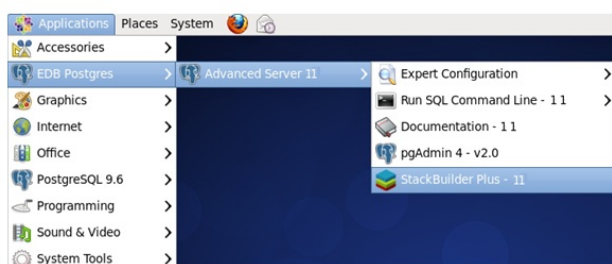 Applications Places System
Accessories
EDB Postgres
Advanced Server 11
Expert Configuration
Run SQL Command Line - 11
Documentation - 11
pgAdmin 4 - v2.0
StackBuilder Plus - 11
Graphics
Internet
Office
PostgreSQL 9.6
Programming
Sound & Video
System Tools